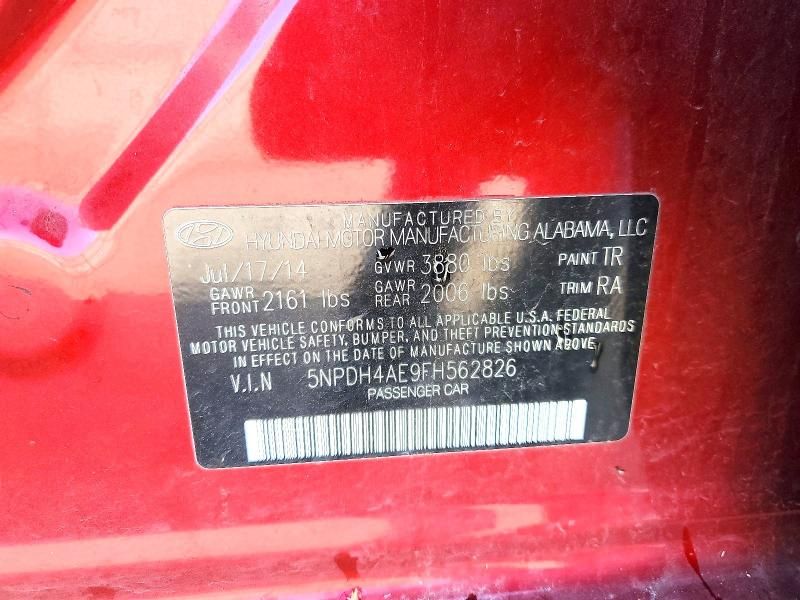 MANUFACTURED BY
HYUNDAI MOTOR MANUFACTURING ALABAMA, LLC
Jul/17/14 GVWR 3880 lbs PAINT TR
GAWR FRONT 2161 lbs GAWR REAR 2006 lbs TRIM RA
THIS VEHICLE CONFORMS TO ALL APPLICABLE U.S.A. FEDERAL
MOTOR VEHICLE SAFETY, BUMPER, AND THEFT PREVENTION STANDARDS
IN EFFECT ON THE DATE OF MANUFACTURE SHOWN ABOVE.
V.I.N 5NPDH4AE9FH562826
PASSENGER CAR